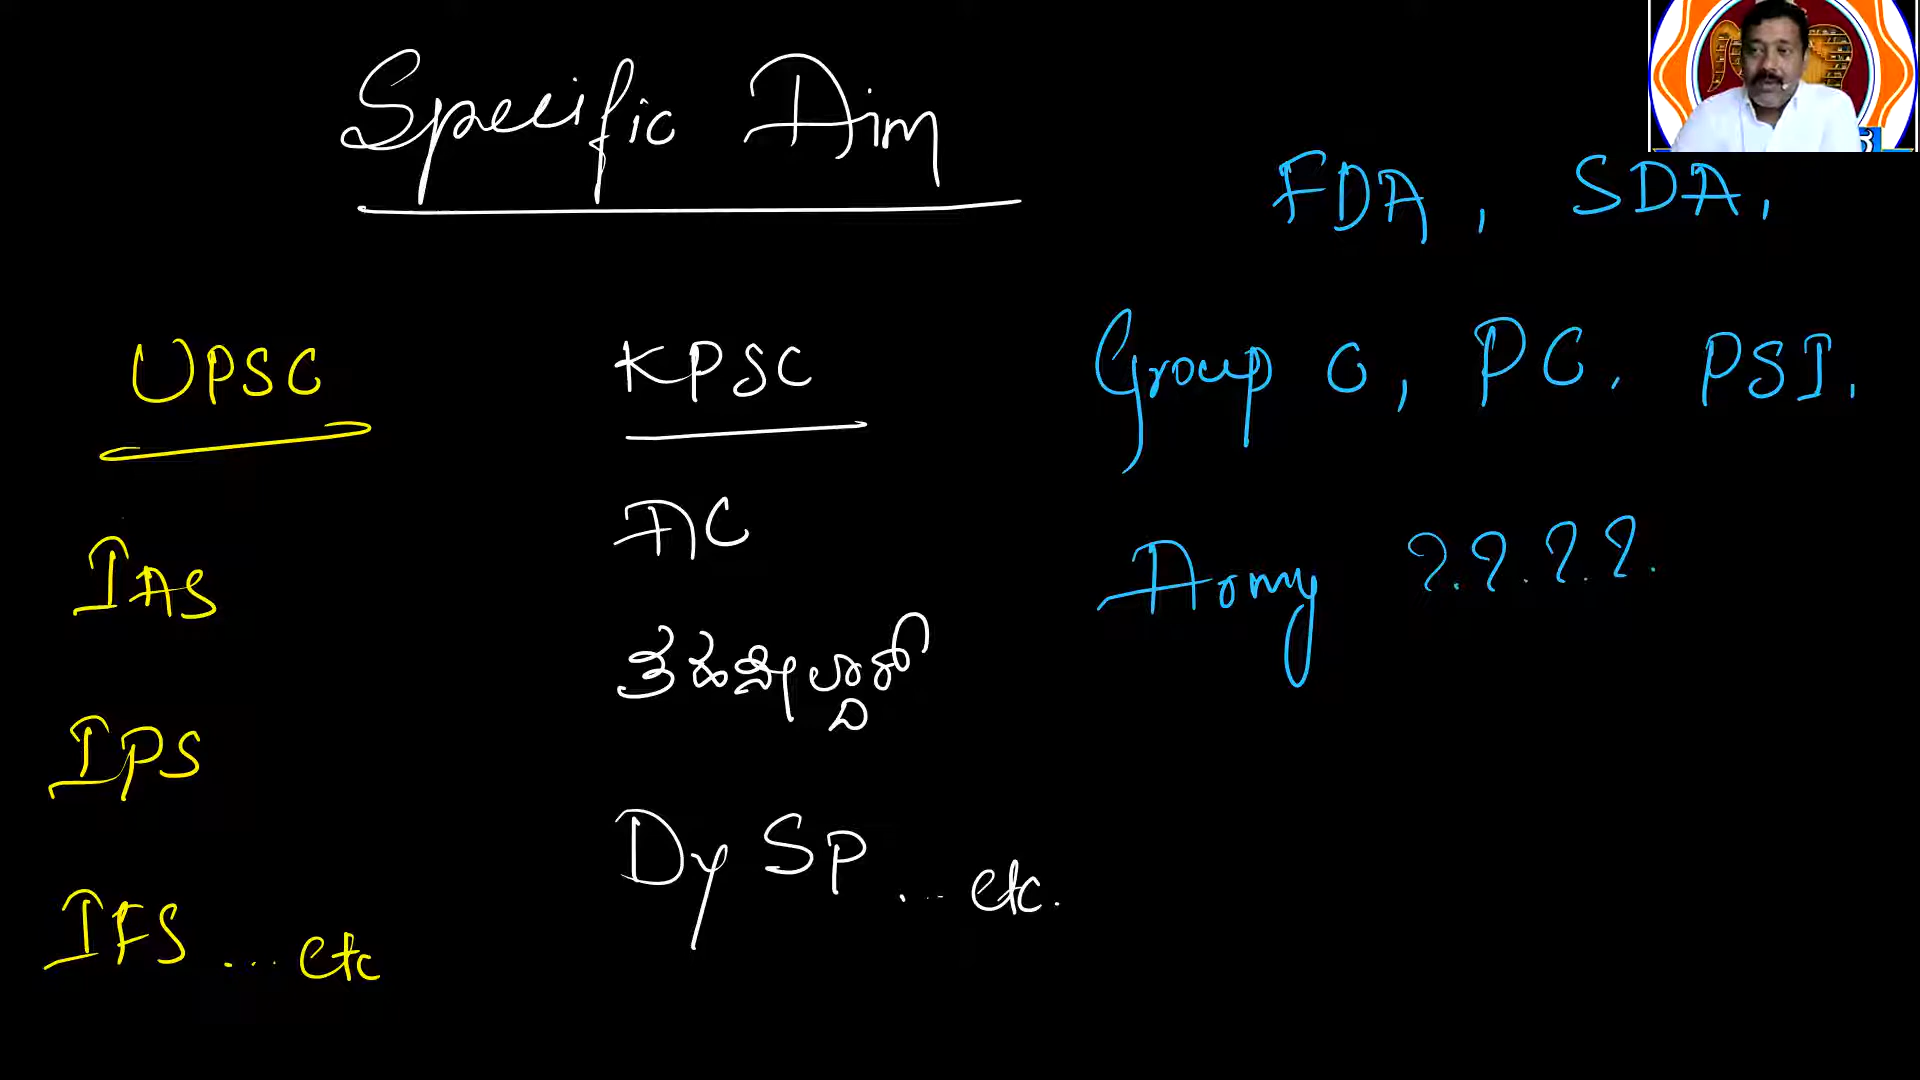 Specific Aim
UPSC
IAS
IPS
IFS ... etc
KPSC
AC
ತಹಶೀಲ್ದಾರ್
Dy SP ... etc.
FDA, SDA,
Group C, PC. PSI.
Army ?.?.?.?.